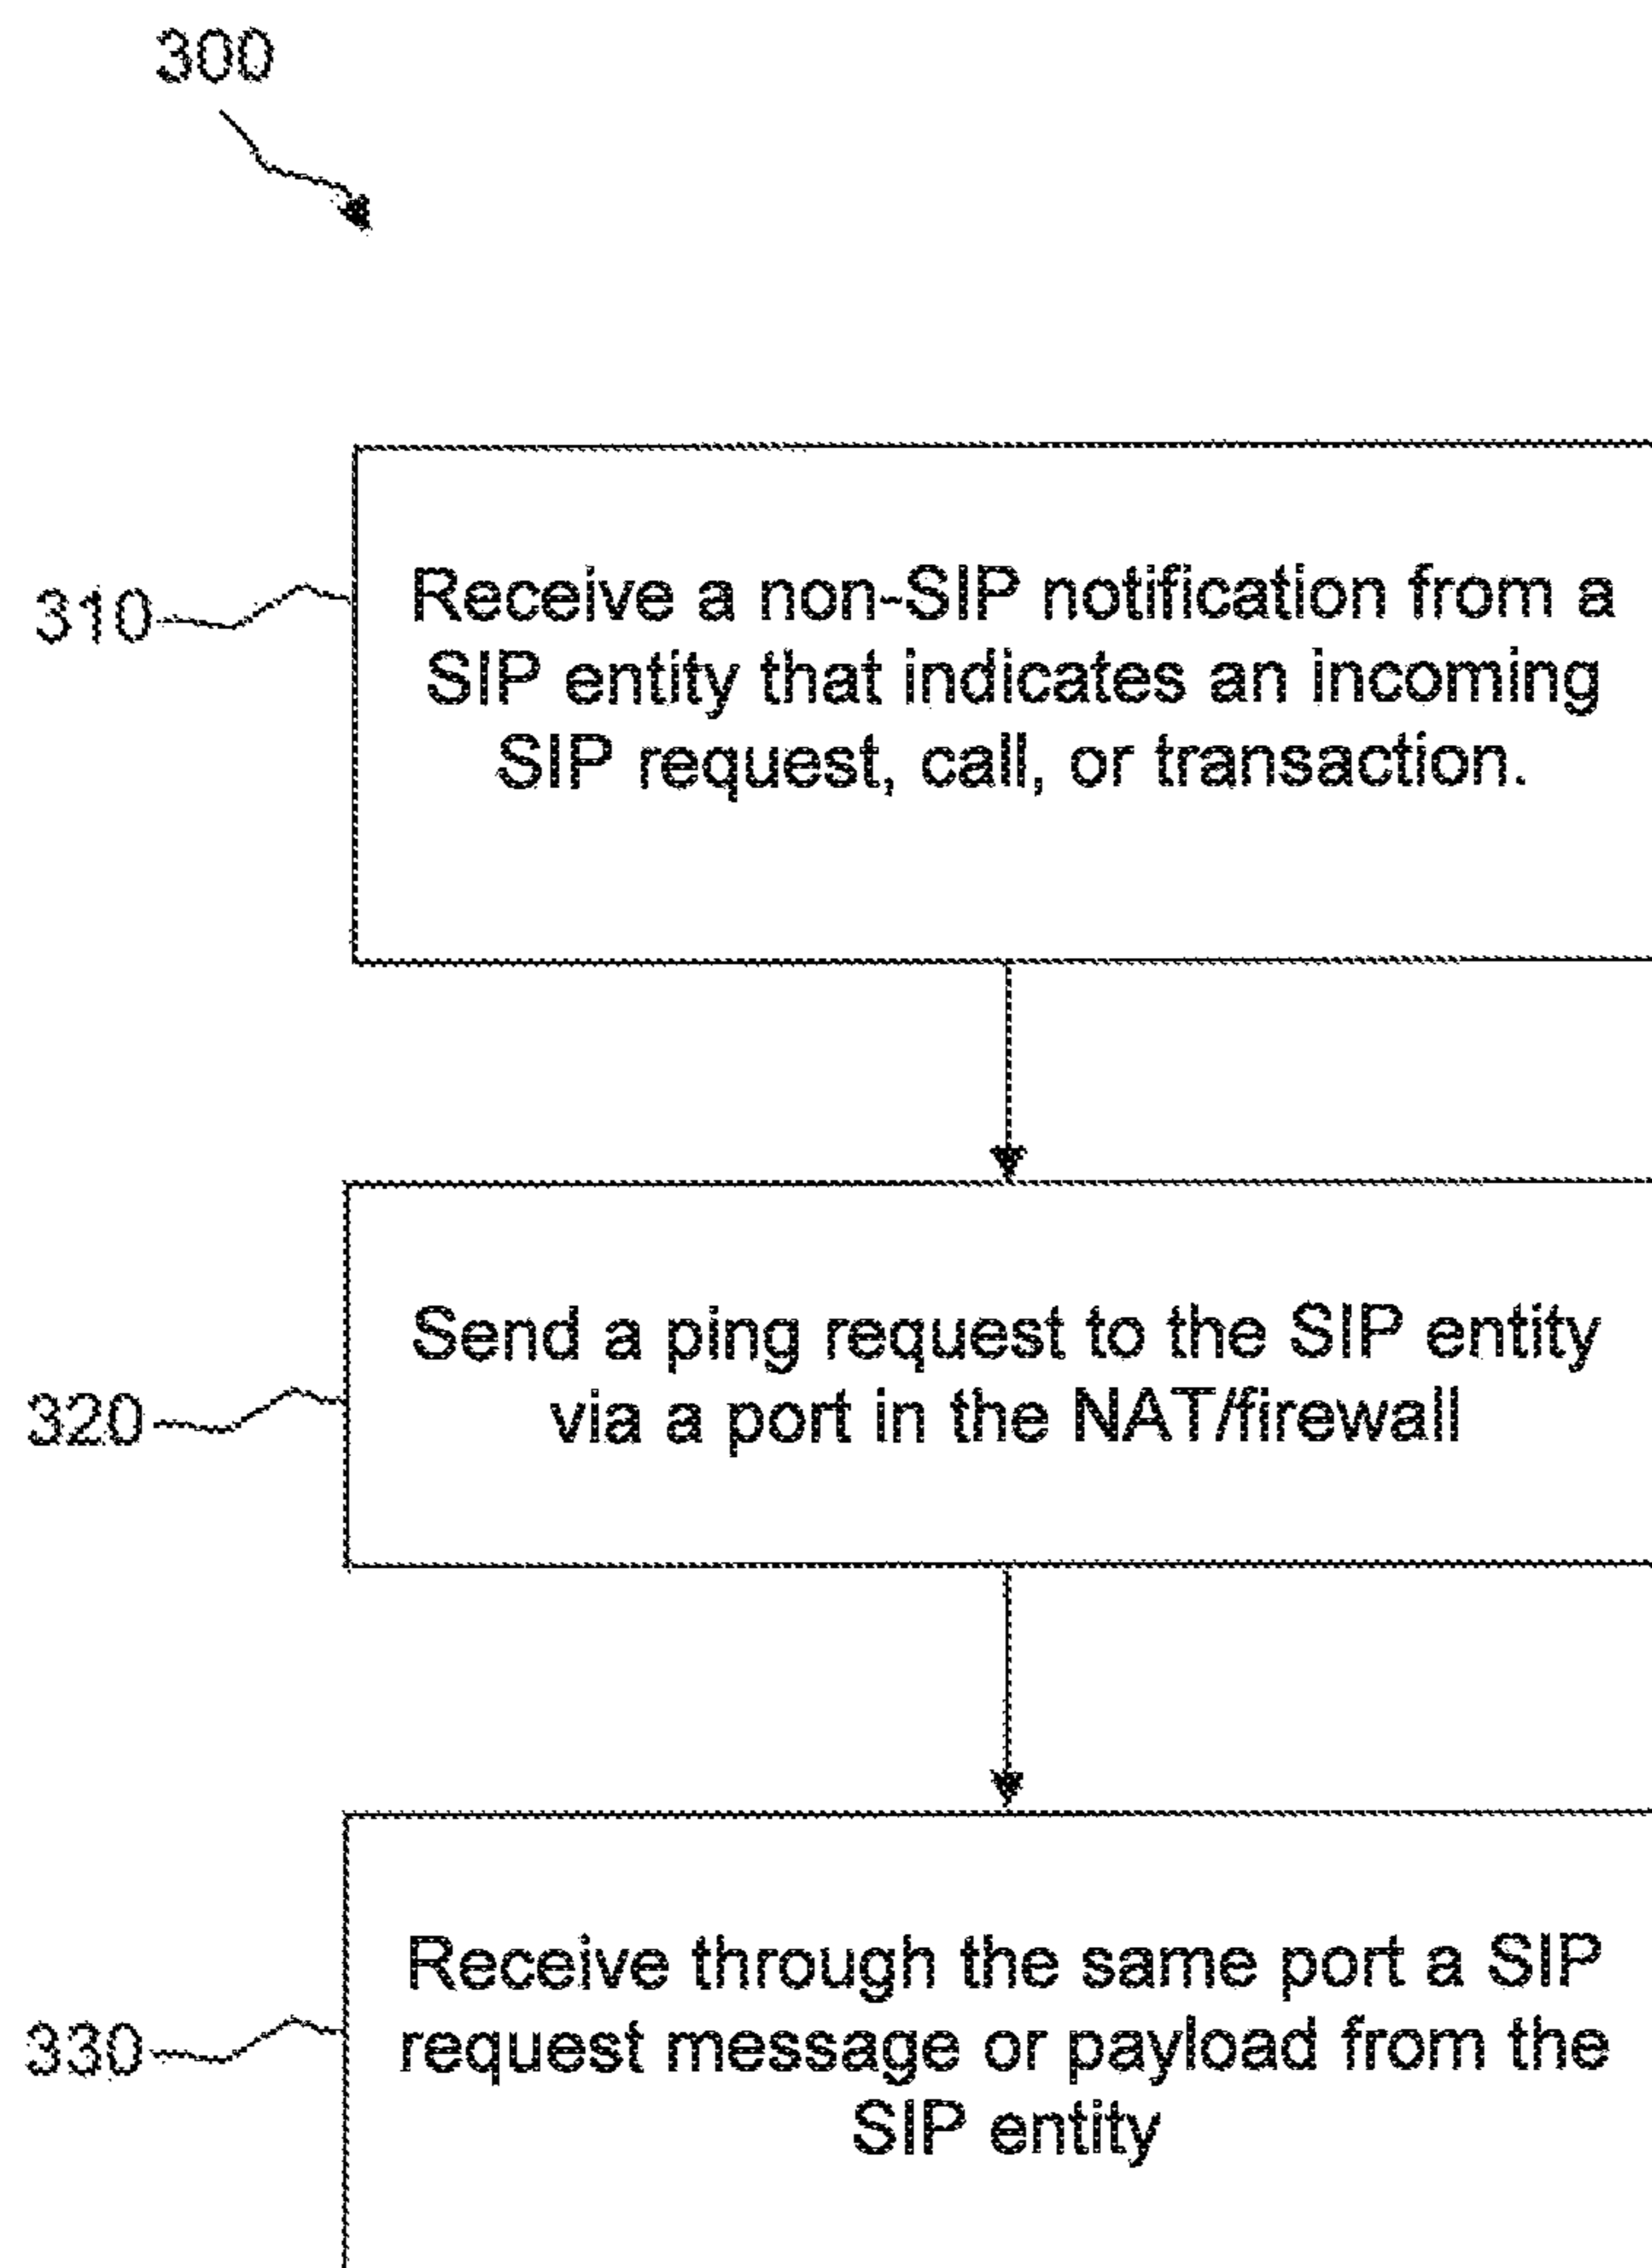 300
310
Receive a non-SIP notification from a
SIP entity that indicates an incoming
SIP request, call, or transaction.
320
Send a ping request to the SIP entity
via a port in the NAT/firewall
330
Receive through the same port a SIP
request message or payload from the
SIP entity